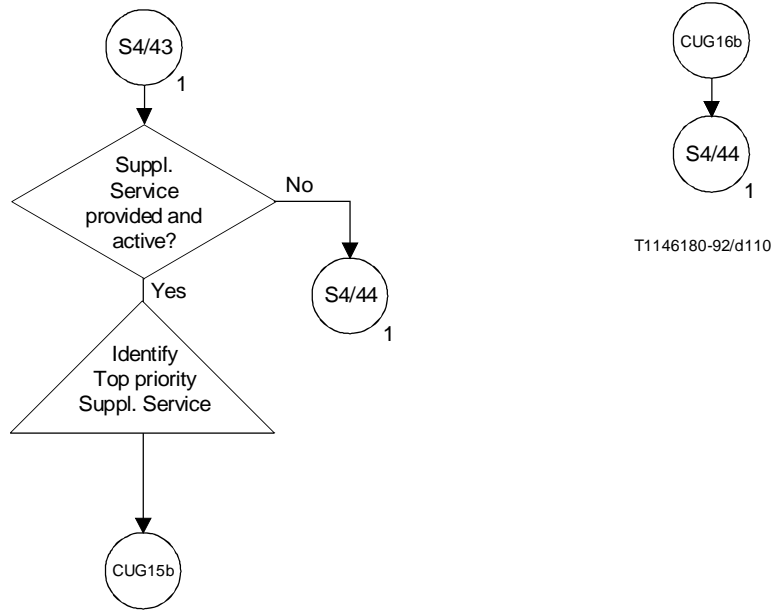 S4/43
1
Suppl.
Service
provided and
active?
No
S4/44
1
Yes
Identify
Top priority
Suppl. Service
CUG15b
CUG16b
S4/44
1
T1146180-92/d110